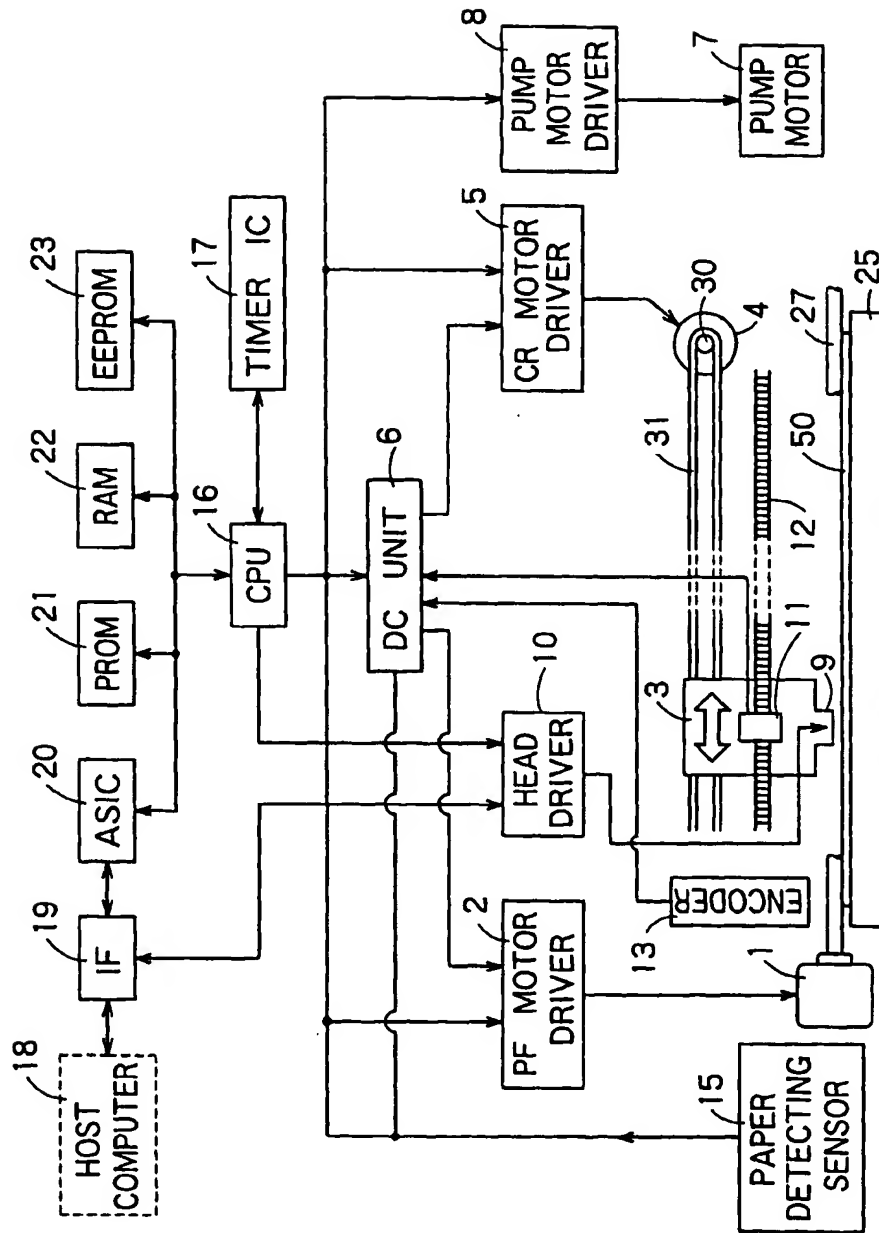 18
HOST
COMPUTER
19
IF
20
ASIC
21
PROM
22
RAM
23
EEPROM
16
CPU
17
TIMER IC
6
DC UNIT
2
PF MOTOR
DRIVER
10
HEAD
DRIVER
5
CR MOTOR
DRIVER
8
PUMP
MOTOR
DRIVER
7
PUMP
MOTOR
15
PAPER
DETECTING
SENSOR
13
ENCODER
1
3
11
9
31
12
30
4
27
50
25